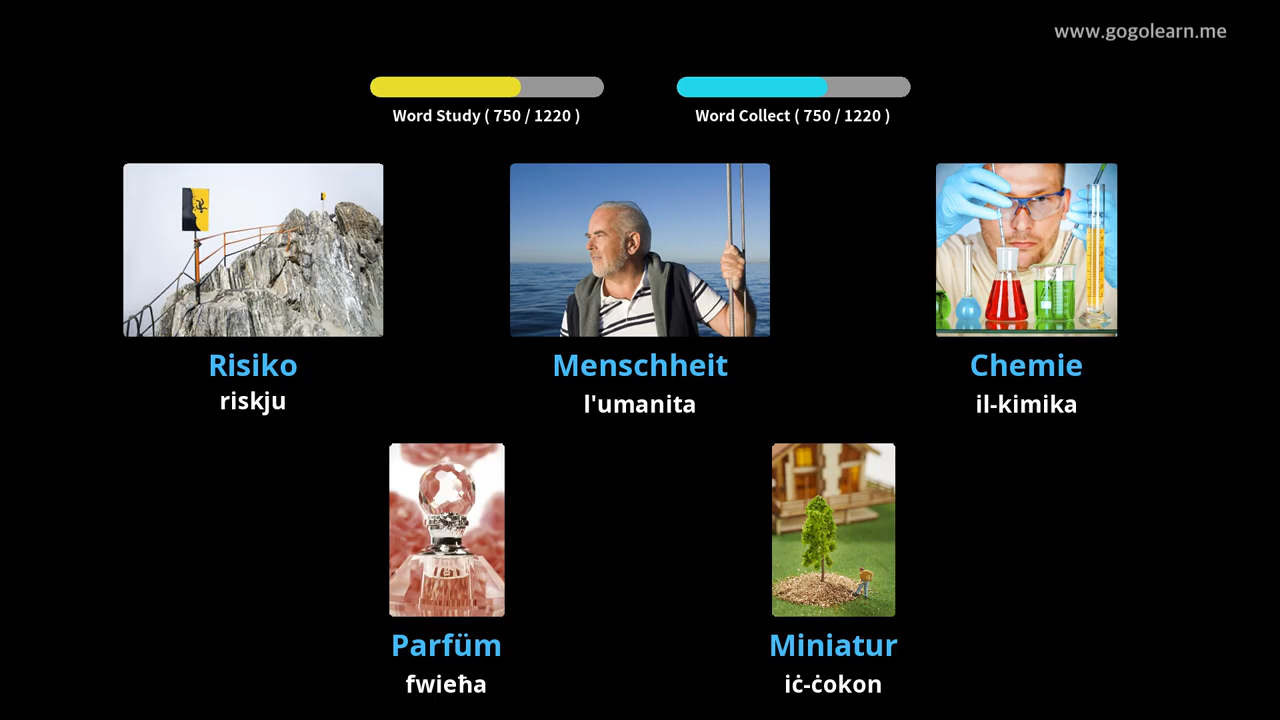 www.gogolearn.me
Word Study ( 750 / 1220 )
Word Collect ( 750 / 1220 )
Risiko
riskju
Menschheit
l'umanita
Chemie
il-kimika
Parfüm
fwieħa
Miniatur
iċ-ċokon